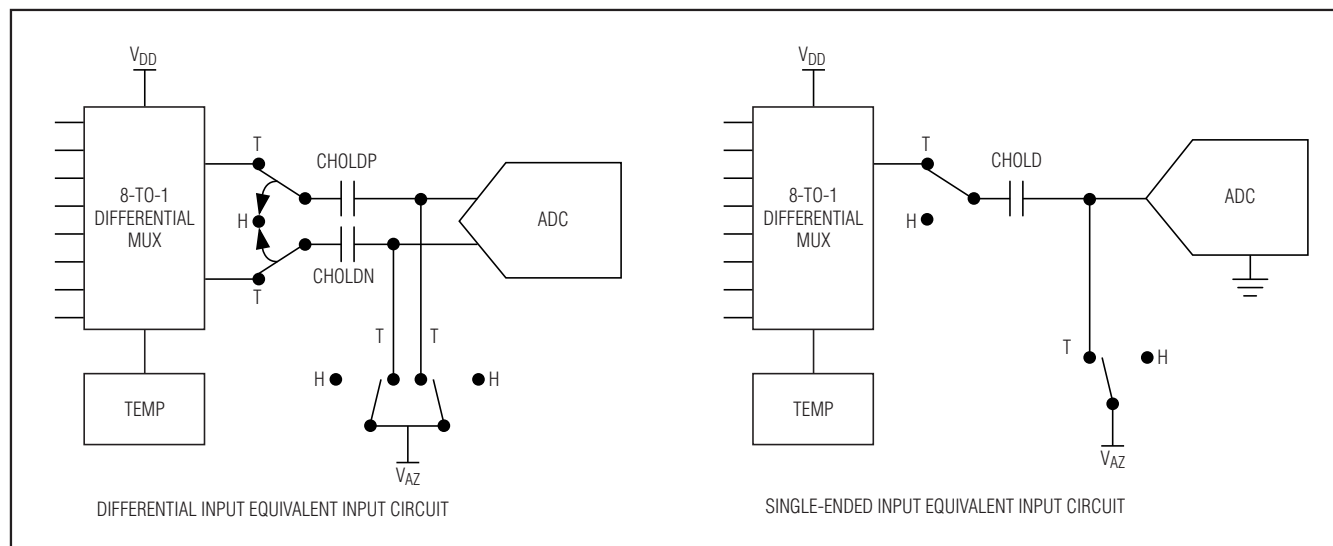 VDD
8-TO-1
DIFFERENTIAL
MUX
TEMP
T
H
T
CHOLDP
CHOLDN
ADC
T
T
H
H
VAZ
DIFFERENTIAL INPUT EQUIVALENT INPUT CIRCUIT
VDD
8-TO-1
DIFFERENTIAL
MUX
TEMP
T
H
CHOLD
ADC
T
H
VAZ
SINGLE-ENDED INPUT EQUIVALENT INPUT CIRCUIT